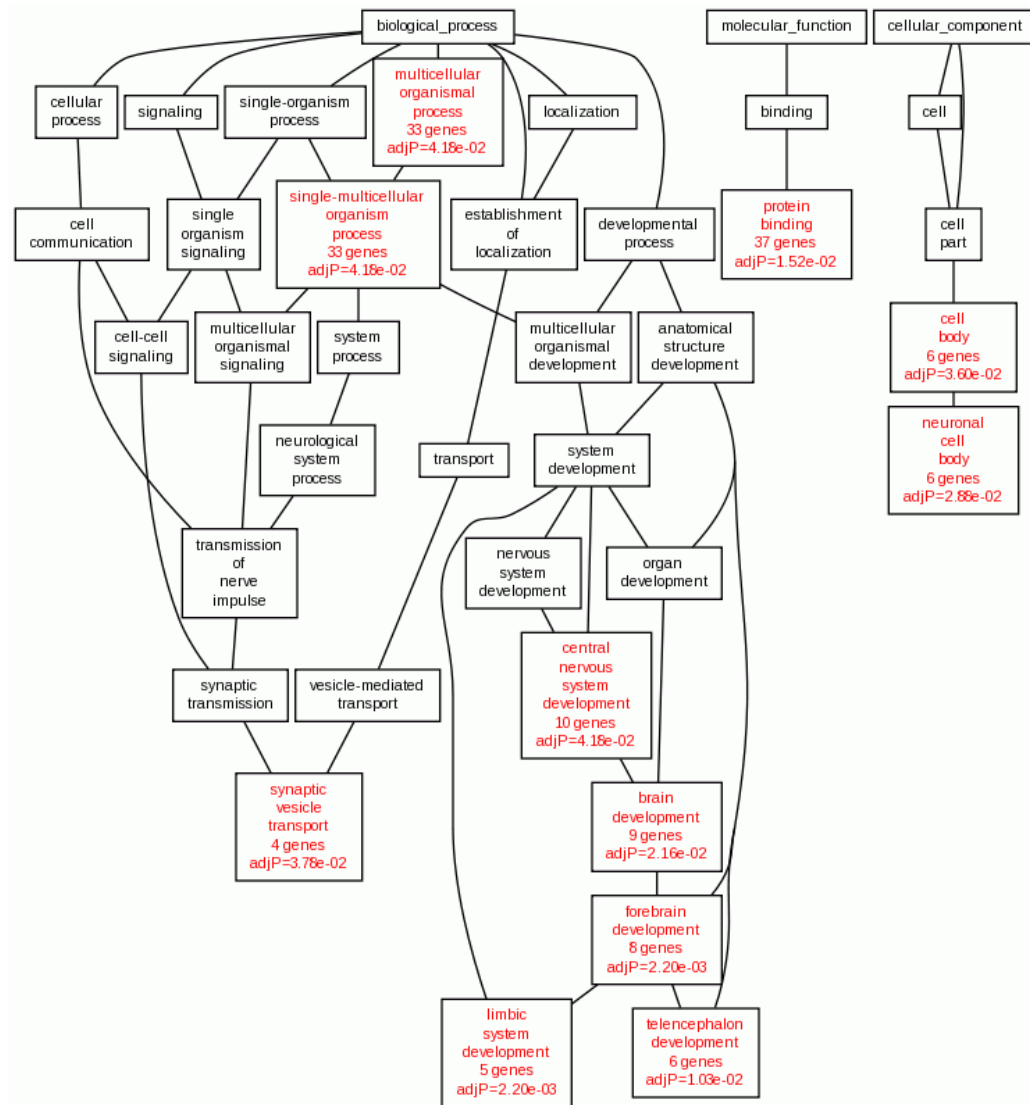 biological_process
molecular_function
cellular_component
cellular
process
signaling
single-organism
process
multicellular
organismal
process
33 genes
adjP=4.18e-02
localization
binding
cell
cell
communication
single
organism
signaling
single-multicellular
organism
process
33 genes
adjP=4.18e-02
establishment
of
localization
developmental
process
protein
binding
37 genes
adjP=1.52e-02
cell
part
cell-cell
signaling
multicellular
organismal
signaling
system
process
multicellular
organismal
development
anatomical
structure
development
cell
body
6 genes
adjP=3.60e-02
neurological
system
process
transport
system
development
neuronal
cell
body
6 genes
adjP=2.88e-02
transmission
of
nerve
impulse
nervous
system
development
organ
development
synaptic
transmission
vesicle-mediated
transport
central
nervous
system
development
10 genes
adjP=4.18e-02
synaptic
vesicle
transport
4 genes
adjP=3.78e-02
brain
development
9 genes
adjP=2.16e-02
forebrain
development
8 genes
adjP=2.20e-03
limbic
system
development
5 genes
adjP=2.20e-03
telencephalon
development
6 genes
adjP=1.03e-02